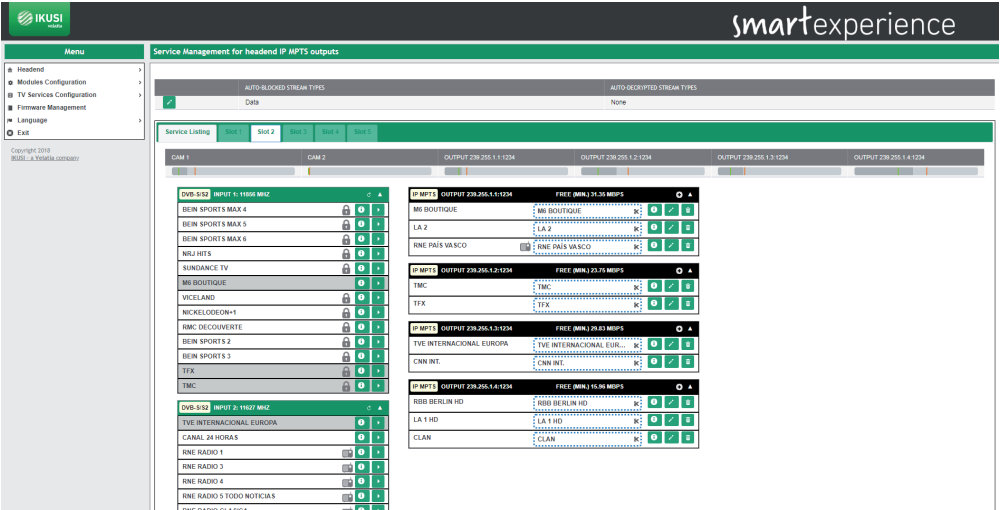 IKUSI
velatia
smartexperience
Menu
Headend
Modules Configuration
TV Services Configuration
Firmware Management
Language
Exit
Copyright 2018
IKUSI - a Velatia company
Service Management for headend IP MPTS outputs
AUTO-BLOCKED STREAM TYPES AUTO-DECRYPTED STREAM TYPES
Data None
Service Listing Slot 1 Slot 2 Slot 3 Slot 4 Slot 5
CAM 1 CAM 2 OUTPUT 239.255.1.1:1234 OUTPUT 239.255.1.2:1234 OUTPUT 239.255.1.3:1234 OUTPUT 239.255.1.4:1234
DVB-S/S2 INPUT 1: 11856 MHZ
BEIN SPORTS MAX 4
BEIN SPORTS MAX 5
BEIN SPORTS MAX 6
NRJ HITS
SUNDANCE TV
M6 BOUTIQUE
VICELAND
NICKELODEON+1
RMC DECOUVERTE
BEIN SPORTS 2
BEIN SPORTS 3
TFX
TMC
DVB-S/S2 INPUT 2: 11627 MHZ
TVE INTERNACIONAL EUROPA
CANAL 24 HORAS
RNE RADIO 1
RNE RADIO 3
RNE RADIO 4
RNE RADIO 5 TODO NOTICIAS
RNE RADIO CLASICA
IP MPTS OUTPUT 239.255.1.1:1234 FREE (MIN.) 31.35 MBPS
M6 BOUTIQUE M6 BOUTIQUE
LA 2 LA 2
RNE PAÍS VASCO RNE PAÍS VASCO
IP MPTS OUTPUT 239.255.1.2:1234 FREE (MIN.) 23.75 MBPS
TMC TMC
TFX TFX
IP MPTS OUTPUT 239.255.1.3:1234 FREE (MIN.) 29.83 MBPS
TVE INTERNACIONAL EUROPA TVE INTERNACIONAL EUR...
CNN INT. CNN INT.
IP MPTS OUTPUT 239.255.1.4:1234 FREE (MIN.) 15.96 MBPS
RBB BERLIN HD RBB BERLIN HD
LA 1 HD LA 1 HD
CLAN CLAN